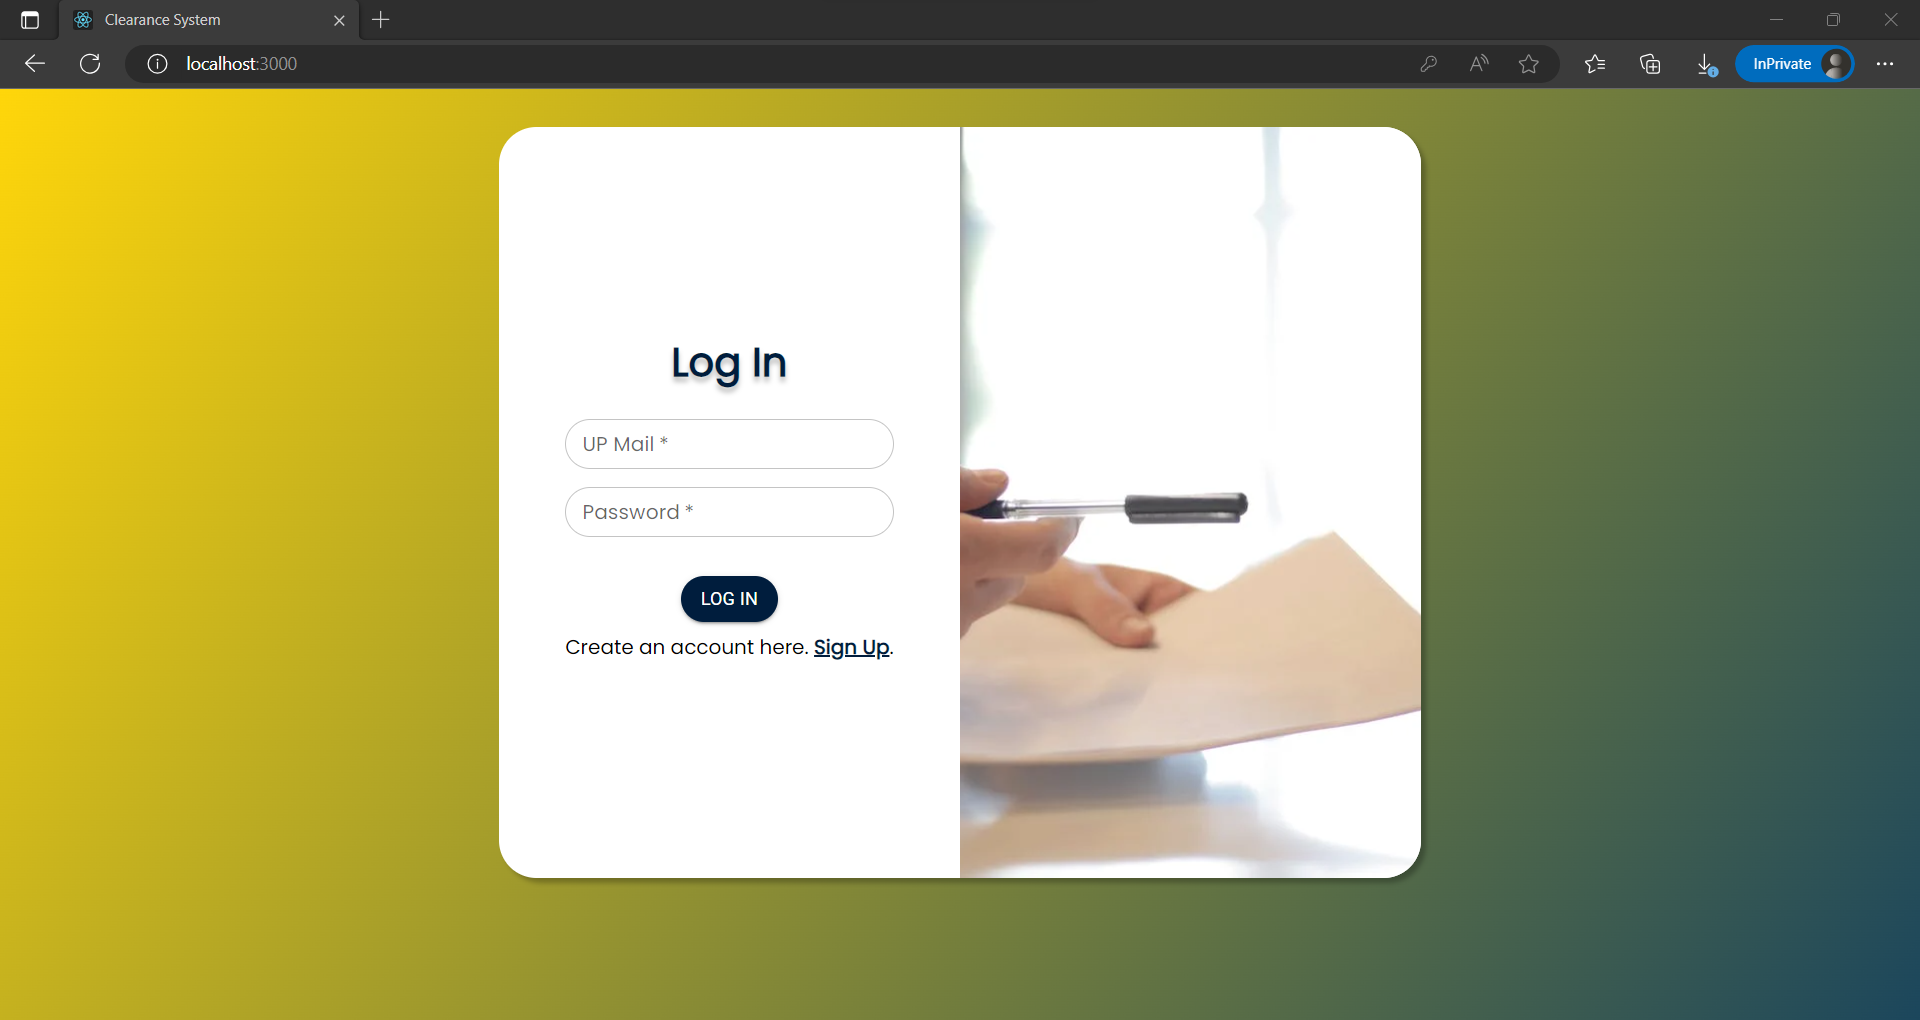 Clearance System
localhost:3000
InPrivate
Log In
UP Mail *
Password *
LOG IN
Create an account here. Sign Up.